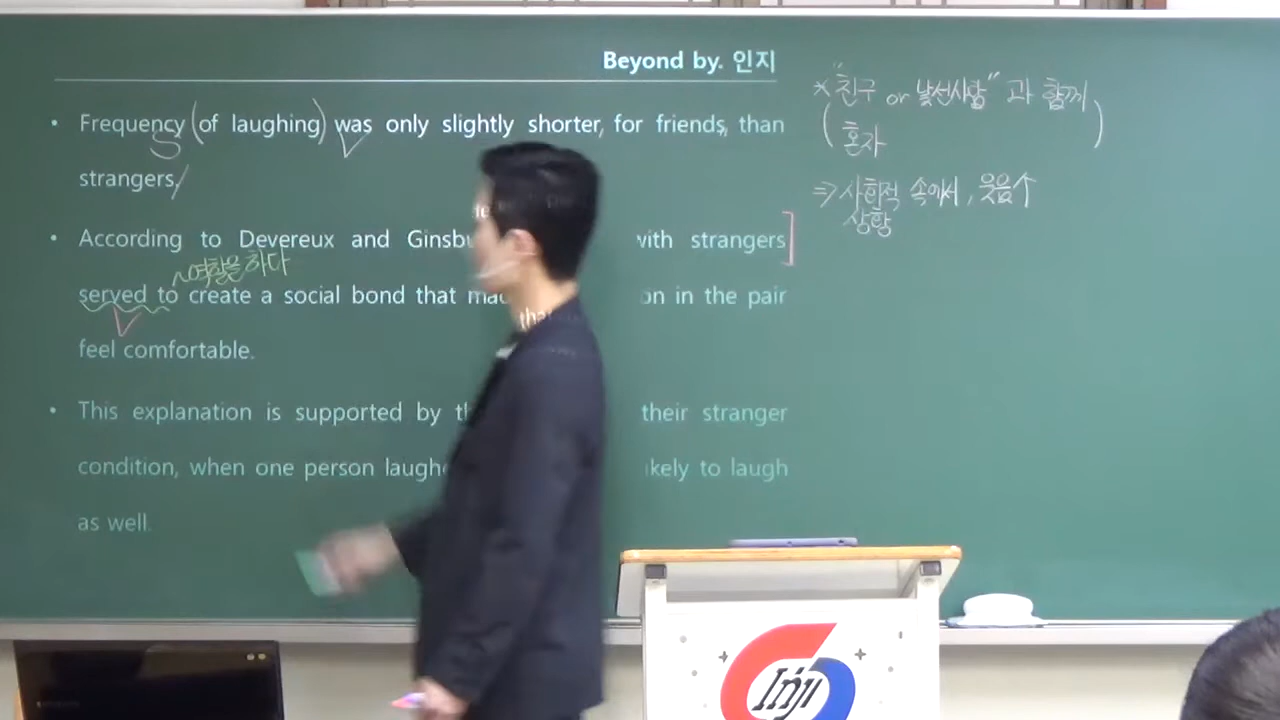 Beyond by. 인지
• Frequency (of laughing) was only slightly shorter, for friends, than
S V
strangers,/
• According to Devereux and Ginsbu with strangers]
~역할을 하다
served to create a social bond that ma on in the pair
V
feel comfortable.
• This explanation is supported by th their stranger
condition, when one person laughe ikely to laugh
as well.
* "친구 or 낯선사람" 과 함께
( 혼자 )
⇒ 사회적 속에서, 웃음↑
상황
Inji